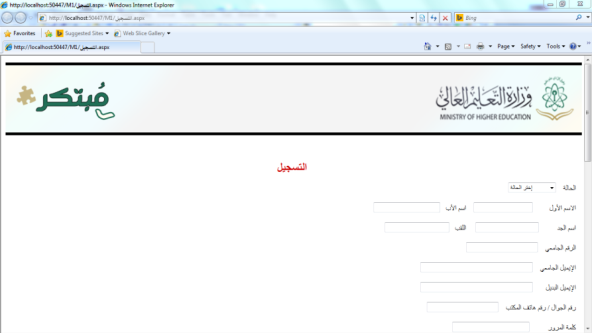 http://localhost:50447/M1/التسجيل.aspx - Windows Internet Explorer
http://localhost:50447/M1/التسجيل.aspx
Bing
Favorites Suggested Sites Web Slice Gallery
http://localhost:50447/M1/التسجيل.aspx
Page Safety Tools
مُبتكر
وزارة التعليم العالي
MINISTRY OF HIGHER EDUCATION
التسجيل
الحالة إختر الحالة
الاسم الأول اسم الأب
اسم الجد اللقب
الرقم الجامعي
الإيميل الجامعي
الإيميل البديل
رقم الجوال / رقم هاتف المكتب
كلمة المرور